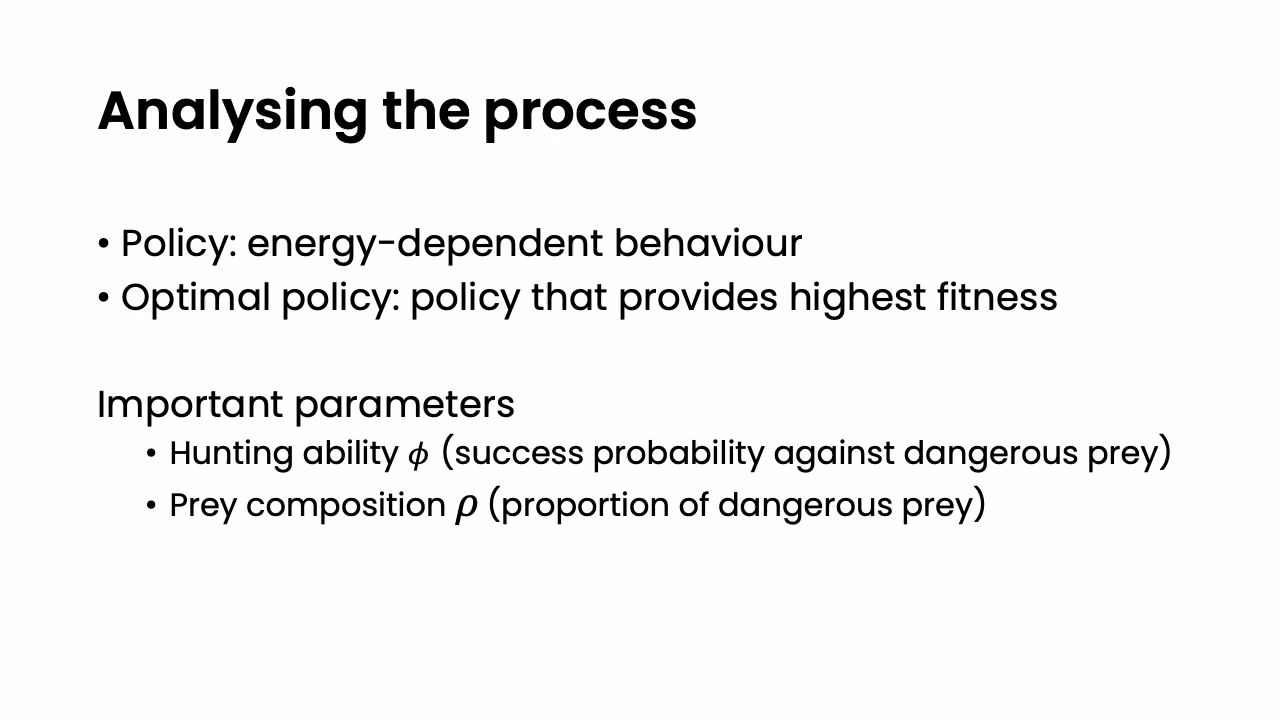 Analysing the process
• Policy: energy-dependent behaviour
• Optimal policy: policy that provides highest fitness
Important parameters
• Hunting ability 𝜙 (success probability against dangerous prey)
• Prey composition 𝜌 (proportion of dangerous prey)